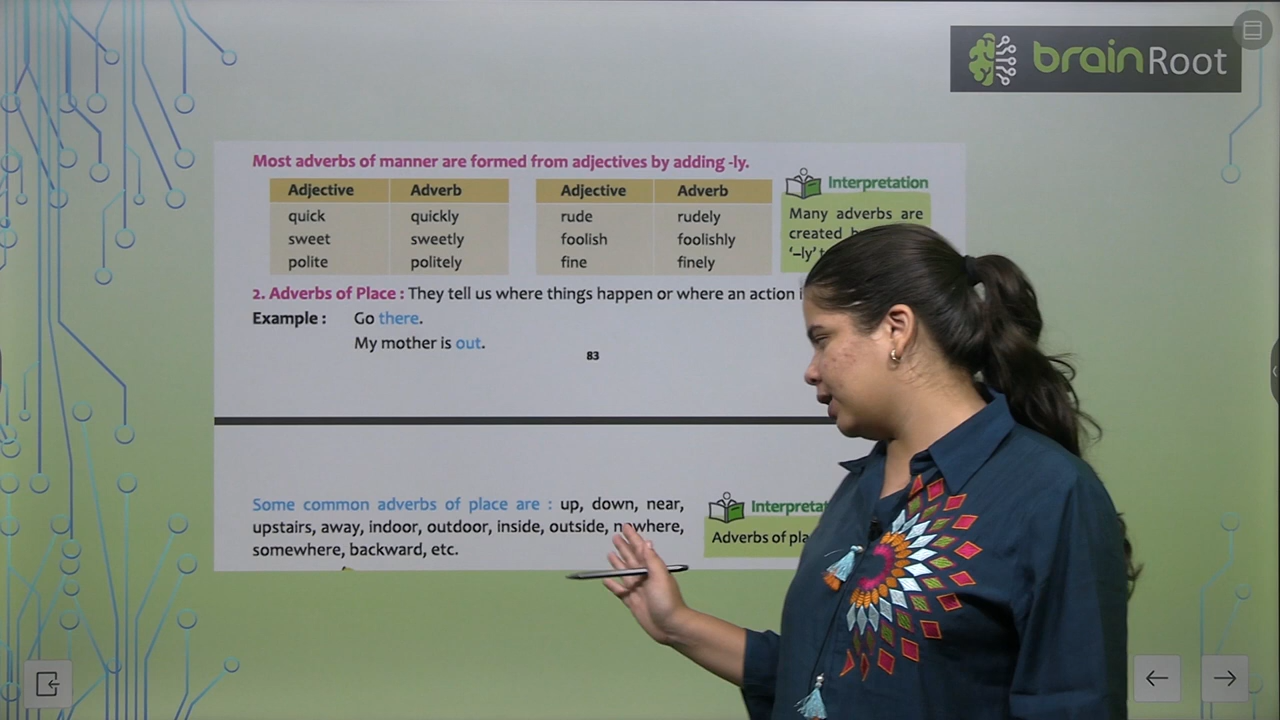 brainRoot
Most adverbs of manner are formed from adjectives by adding -ly.
Adjective Adverb Adjective Adverb
quick quickly rude rudely
sweet sweetly foolish foolishly
polite politely fine finely
Interpretation
Many adverbs are
created
'–ly'
2. Adverbs of Place : They tell us where things happen or where an action
Example : Go there.
My mother is out.
83
Some common adverbs of place are : up, down, near,
upstairs, away, indoor, outdoor, inside, outside, nowhere,
somewhere, backward, etc.
Adverbs of